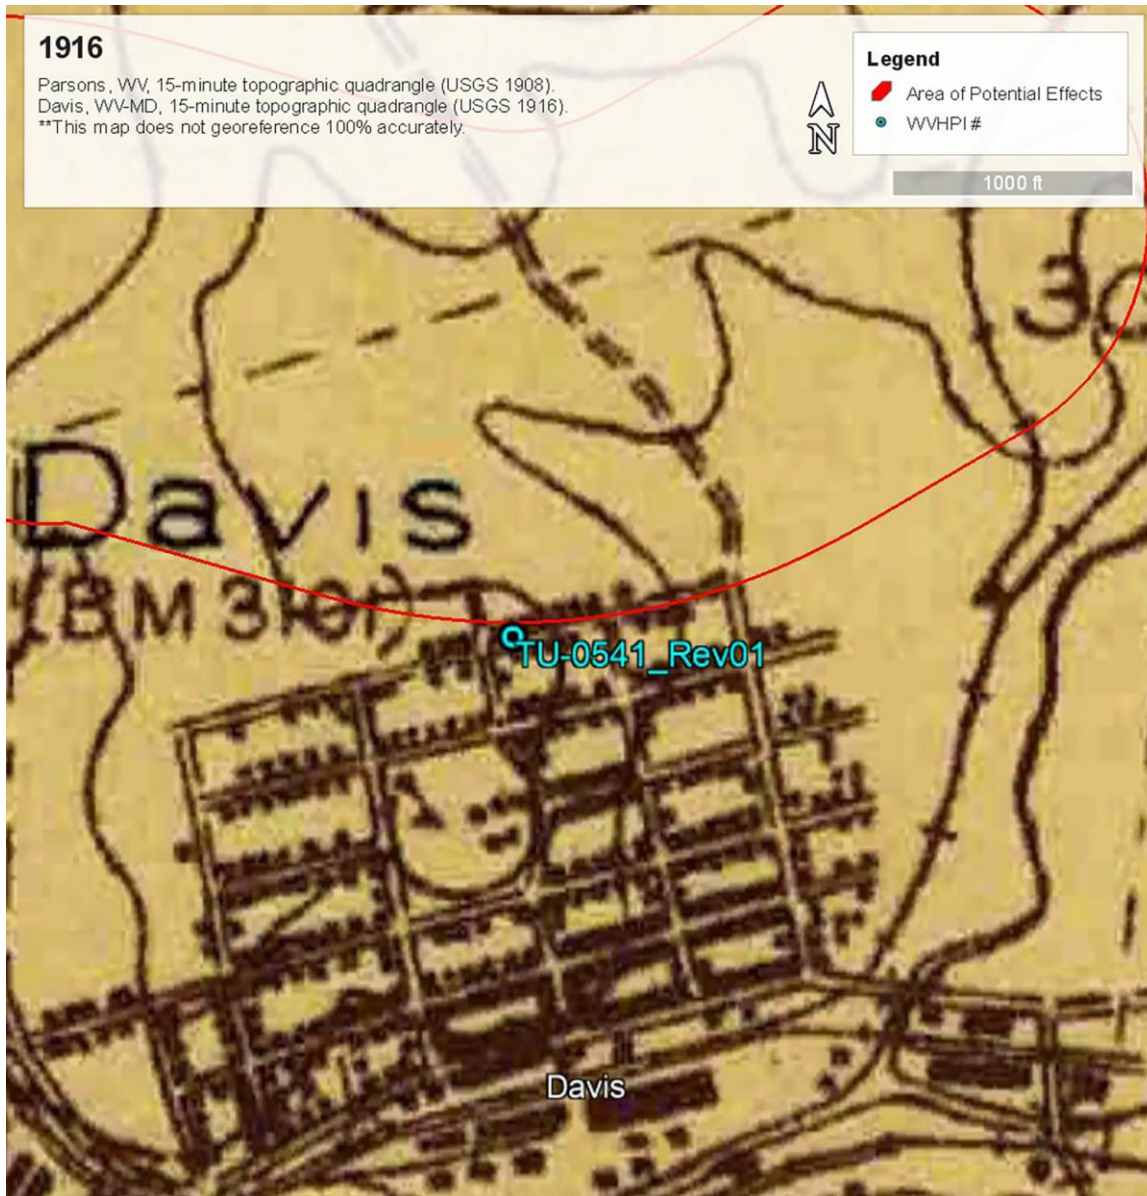 1916
Parsons, WV, 15-minute topographic quadrangle (USGS 1908).
Davis, WV-MD, 15-minute topographic quadrangle (USGS 1916).
**This map does not georeference 100% accurately.
N
Legend
Area of Potential Effects
WVHPI #
1000 ft
Davis
TU-0541_Rev01
Davis